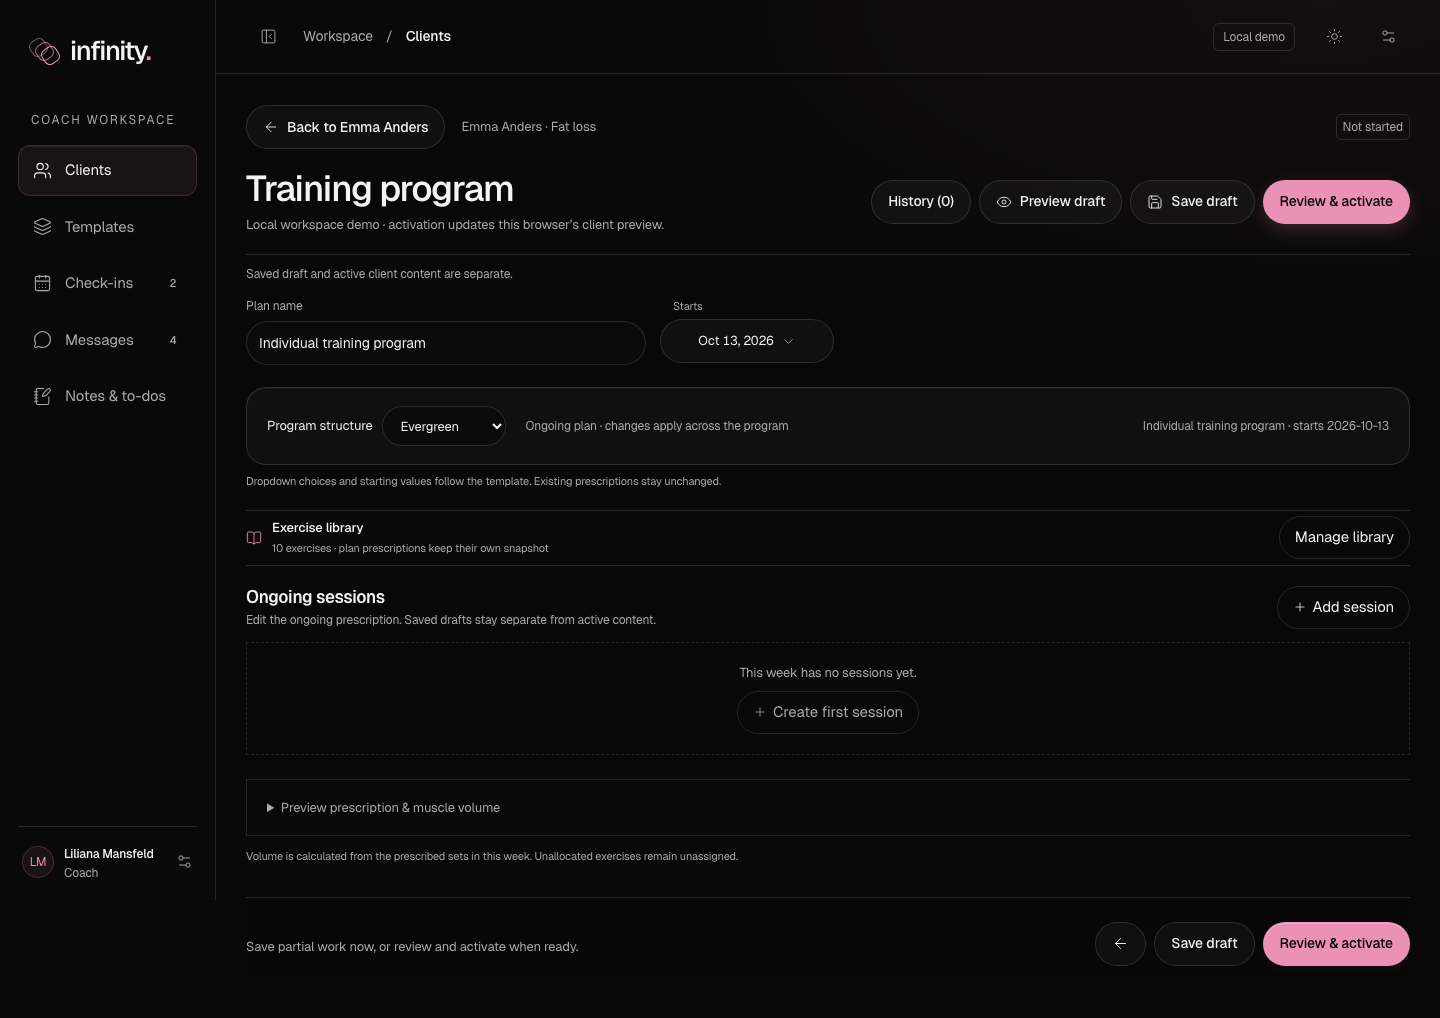 infinity.
Workspace / Clients
Local demo
COACH WORKSPACE
Clients
Templates
Check-ins 2
Messages 4
Notes & to-dos
LM
Liliana Mansfeld
Coach
Back to Emma Anders
Emma Anders · Fat loss
Not started
Training program
Local workspace demo · activation updates this browser's client preview.
History (0)
Preview draft
Save draft
Review & activate
Saved draft and active client content are separate.
Plan name
Individual training program
Starts
Oct 13, 2026
Program structure
Evergreen
Ongoing plan · changes apply across the program
Individual training program · starts 2026-10-13
Dropdown choices and starting values follow the template. Existing prescriptions stay unchanged.
Exercise library
10 exercises · plan prescriptions keep their own snapshot
Manage library
Ongoing sessions
Edit the ongoing prescription. Saved drafts stay separate from active content.
+ Add session
This week has no sessions yet.
+ Create first session
Preview prescription & muscle volume
Volume is calculated from the prescribed sets in this week. Unallocated exercises remain unassigned.
Save partial work now, or review and activate when ready.
Save draft
Review & activate